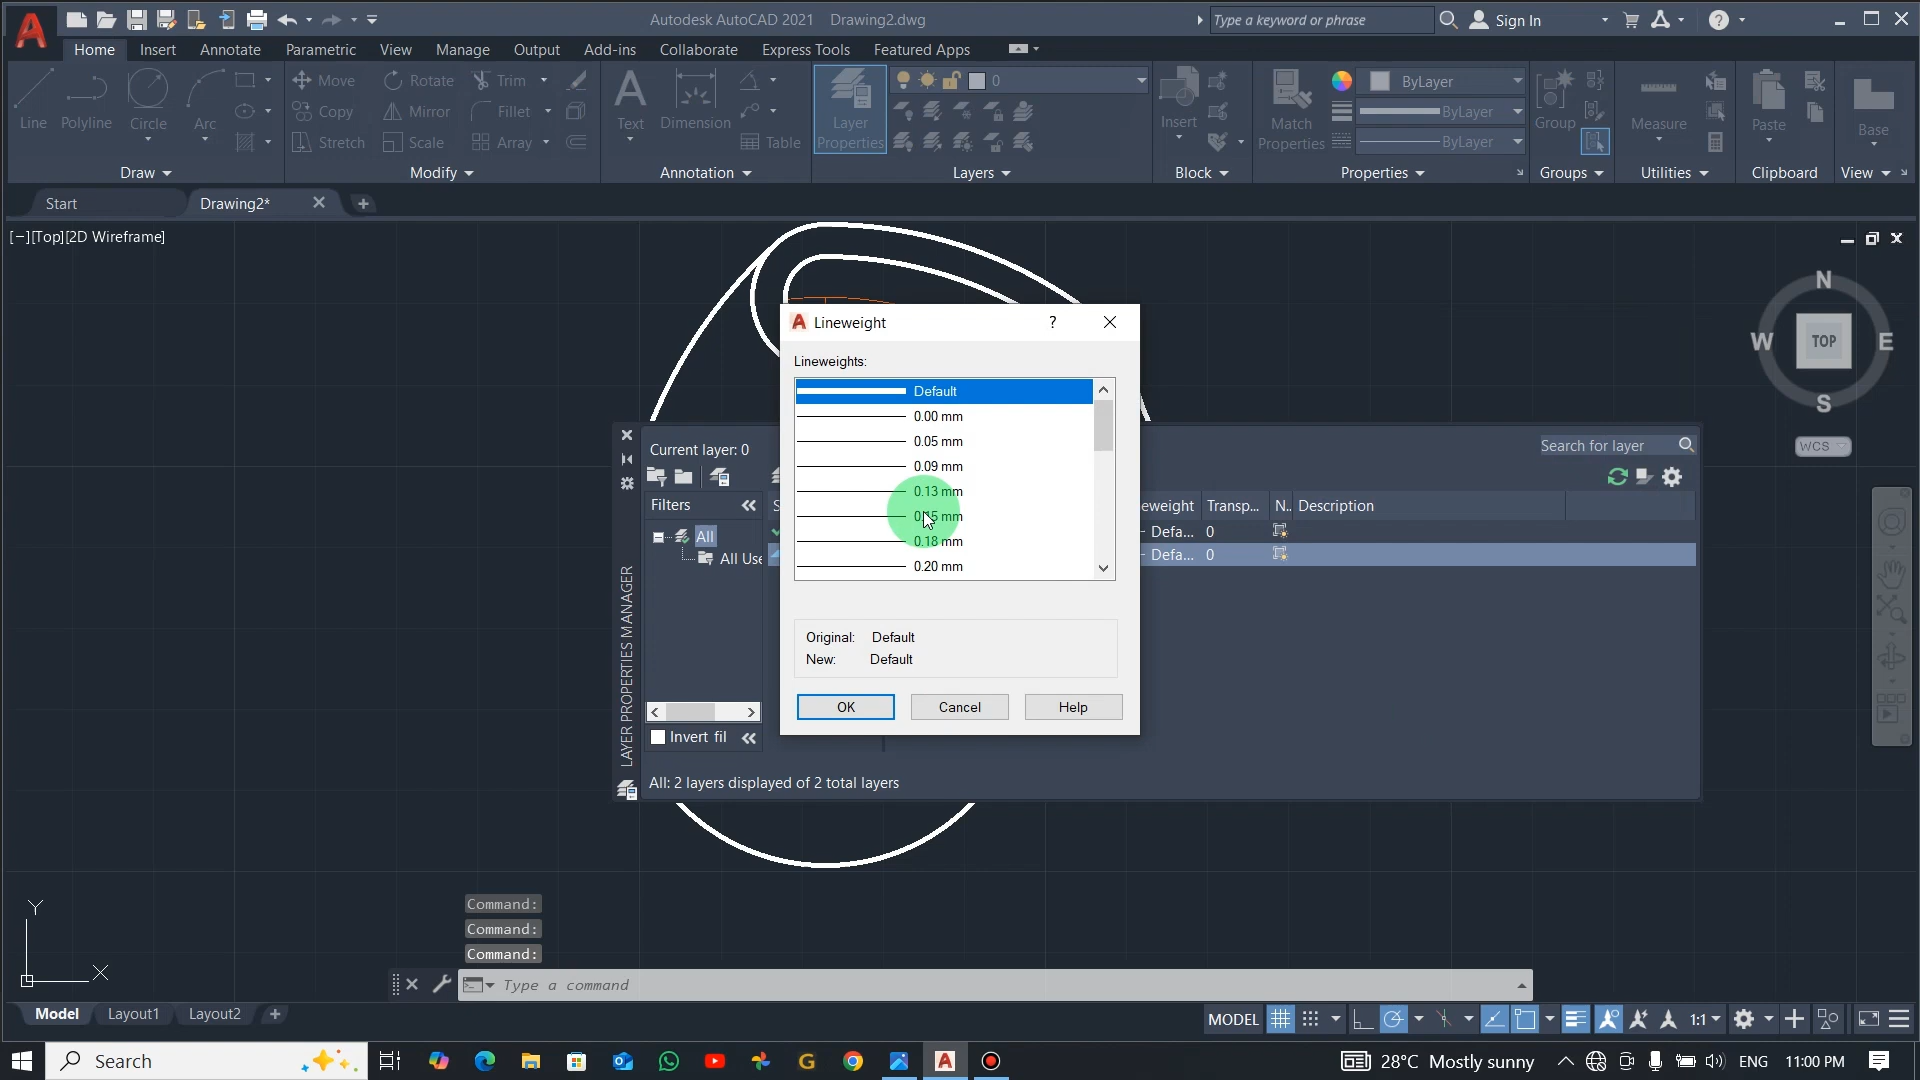 Autodesk AutoCAD 2021 Drawing2.dwg
Type a keyword or phrase
Sign In
Home Insert Annotate Parametric View Manage Output Add-ins Collaborate Express Tools Featured Apps
Line Polyline Circle Arc
Move Rotate Trim
Copy Mirror Fillet
Stretch Scale Array
Text Dimension Table
Layer Properties
0
Insert
Match Properties
ByLayer
ByLayer
ByLayer
Group
Measure
Paste
Base
Draw Modify Annotation Layers Block Properties Groups Utilities Clipboard View
Start Drawing2*
[−][Top][2D Wireframe]
N
W TOP E
S
WCS
Lineweight
Lineweights:
Default
0.00 mm
0.05 mm
0.09 mm
0.13 mm
0.15 mm
0.18 mm
0.20 mm
Original: Default
New: Default
OK Cancel Help
Current layer: 0
Search for layer
Filters
S
eweight Transp... N.. Description
All
Defa... 0
All Use
Defa... 0
LAYER PROPERTIES MANAGER
Invert fil
All: 2 layers displayed of 2 total layers
Y
X
Command:
Command:
Command:
Type a command
Model Layout1 Layout2
MODEL 1:1
Search
28°C Mostly sunny
ENG 11:00 PM